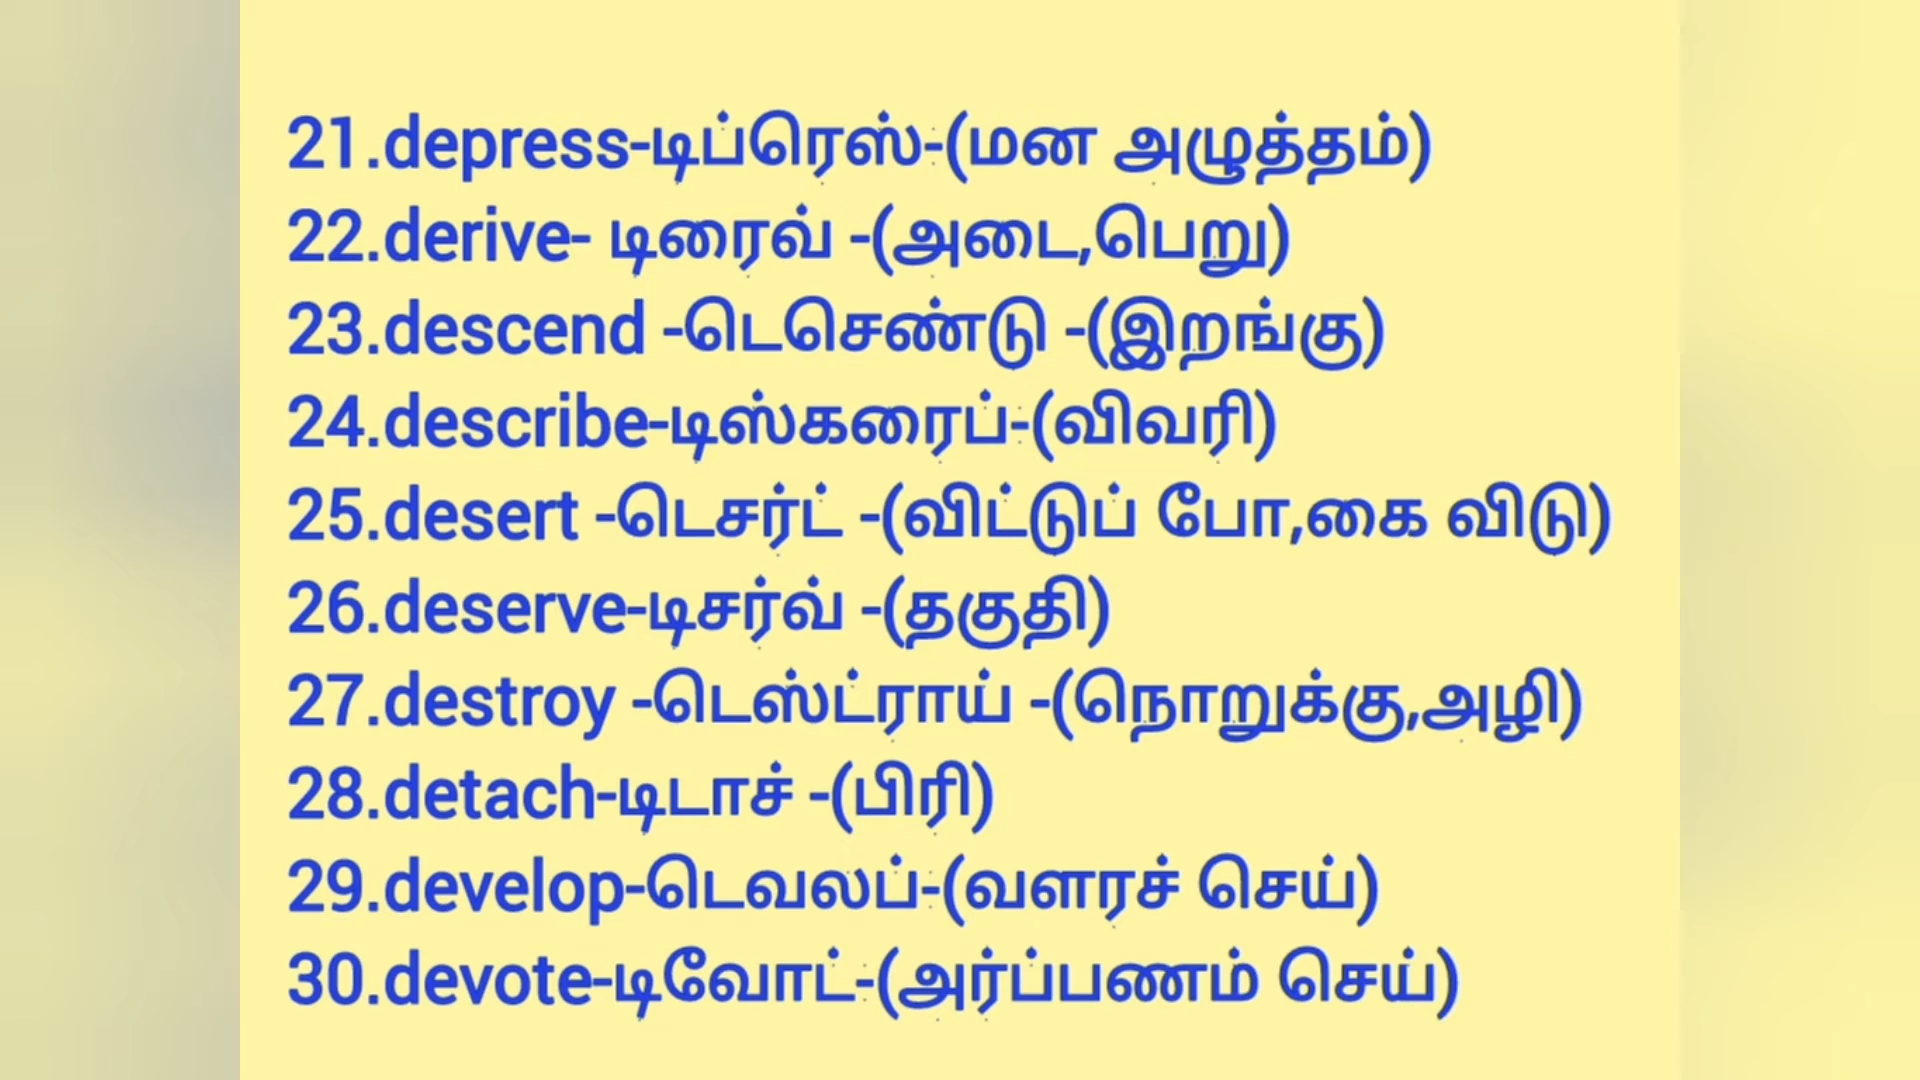 21.depress-டிப்ரெஸ்-(மன அழுத்தம்)
22.derive- டிரைவ் -(அடை,பெறு)
23.descend -டெசெண்டு -(இறங்கு)
24.describe-டிஸ்கரைப்-(விவரி)
25.desert -டெசர்ட் -(விட்டுப் போ,கை விடு)
26.deserve-டிசர்வ் -(தகுதி)
27.destroy -டெஸ்ட்ராய் -(நொறுக்கு,அழி)
28.detach-டிடாச் -(பிரி)
29.develop-டெவலப்-(வளரச் செய்)
30.devote-டிவோட்-(அர்ப்பணம் செய்)